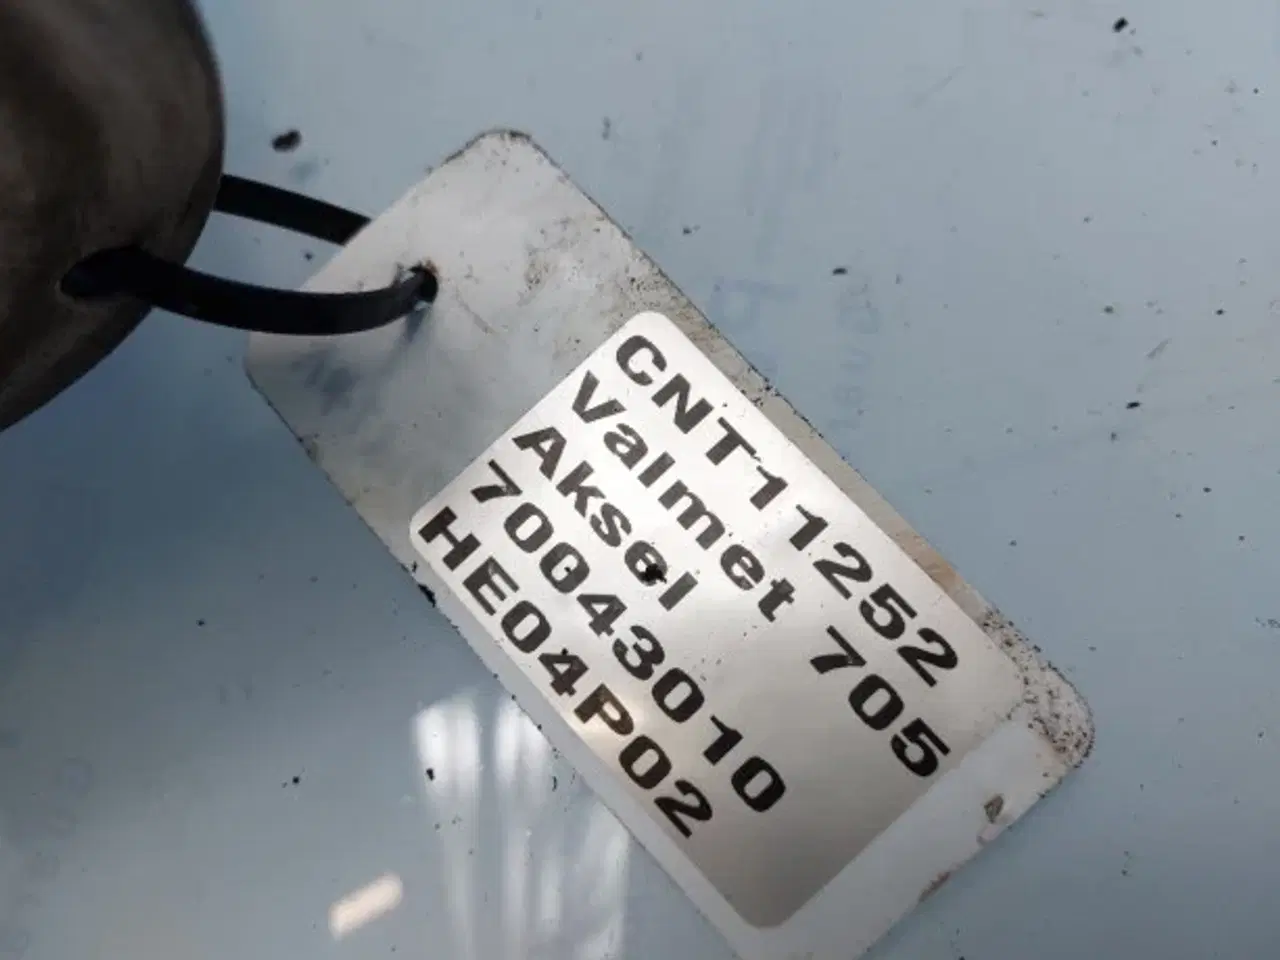 CNT11252
Valmet 705
Aksel
70043010
HE04P02